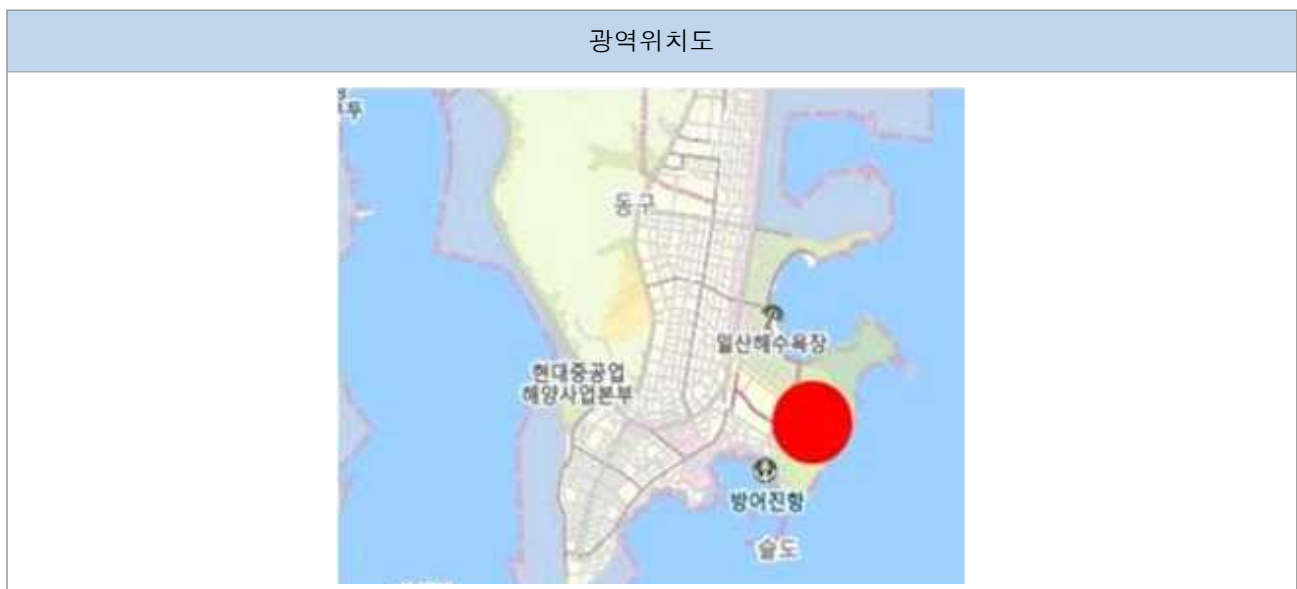 광역위치도
동구
일산해수욕장
현대중공업
해양사업본부
방어진항
슬도